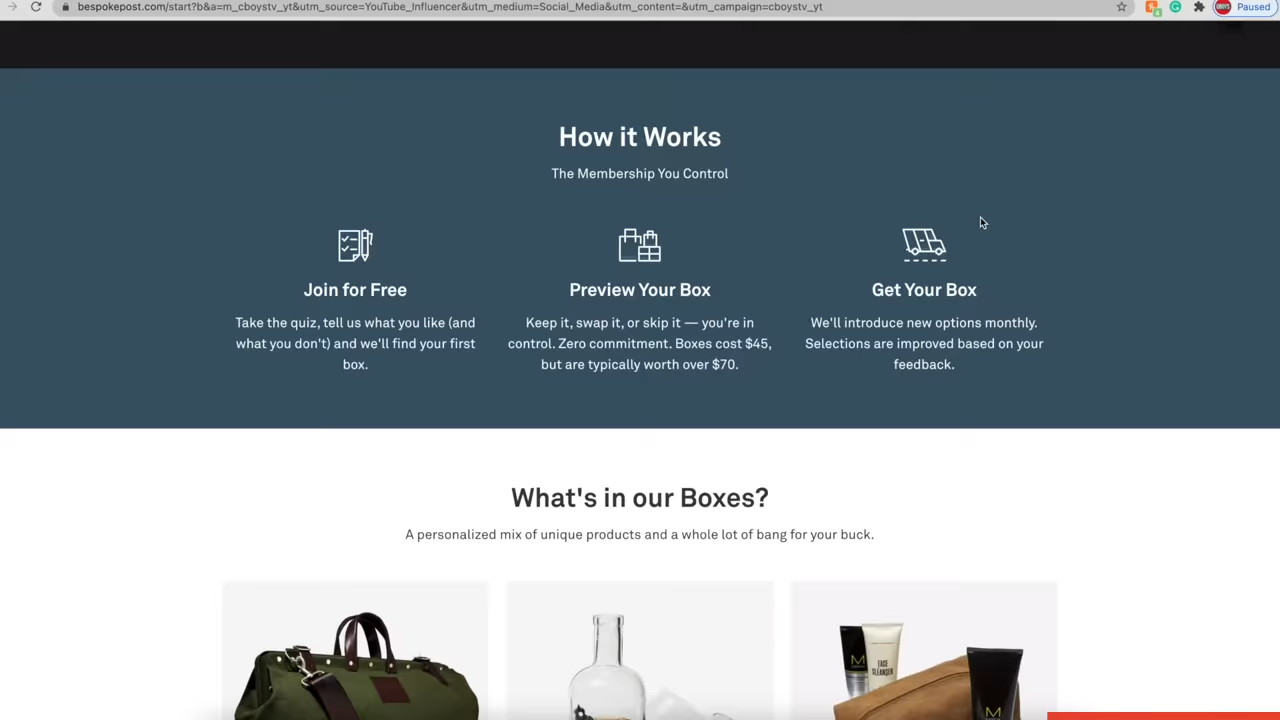 bespokepost.com/start?b&a=m_cboystv_yt&utm_source=YouTube_Influencer&utm_medium=Social_Media&utm_content=&utm_campaign=cboystv_yt
Paused
How it Works
The Membership You Control
Join for Free
Take the quiz, tell us what you like (and
what you don't) and we'll find your first
box.
Preview Your Box
Keep it, swap it, or skip it — you're in
control. Zero commitment. Boxes cost $45,
but are typically worth over $70.
Get Your Box
We'll introduce new options monthly.
Selections are improved based on your
feedback.
What's in our Boxes?
A personalized mix of unique products and a whole lot of bang for your buck.
M
FACE
CLEANSER
M